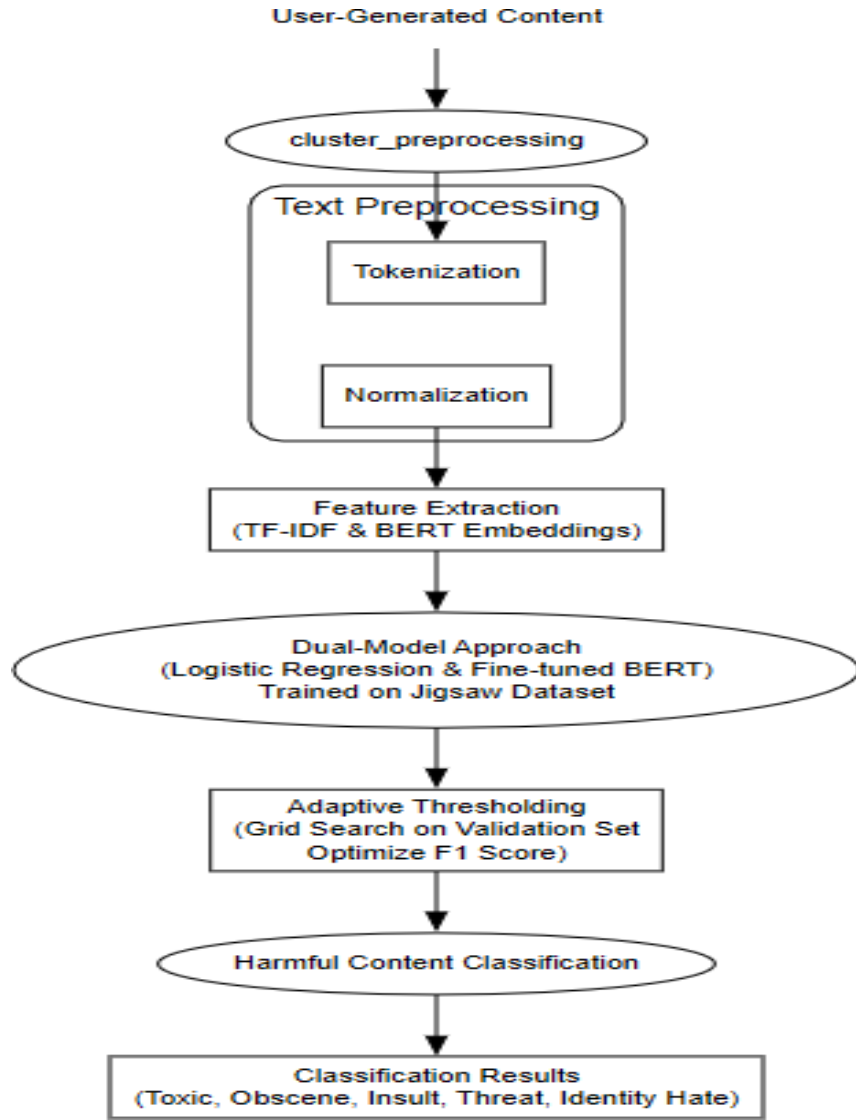 User-Generated Content
cluster_preprocessing
Text Preprocessing
Tokenization
Normalization
Feature Extraction
(TF-IDF & BERT Embeddings)
Dual-Model Approach
(Logistic Regression & Fine-tuned BERT)
Trained on Jigsaw Dataset
Adaptive Thresholding
(Grid Search on Validation Set
Optimize F1 Score)
Harmful Content Classification
Classification Results
(Toxic, Obscene, Insult, Threat, Identity Hate)